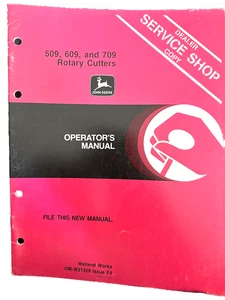 509, 609, and 709
Rotary Cutters
DEALER
SERVICE SHOP
COPY
JOHN DEERE
OPERATOR'S
MANUAL
FILE THIS NEW MANUAL.
Welland Works
OM-W21224 Issue F4